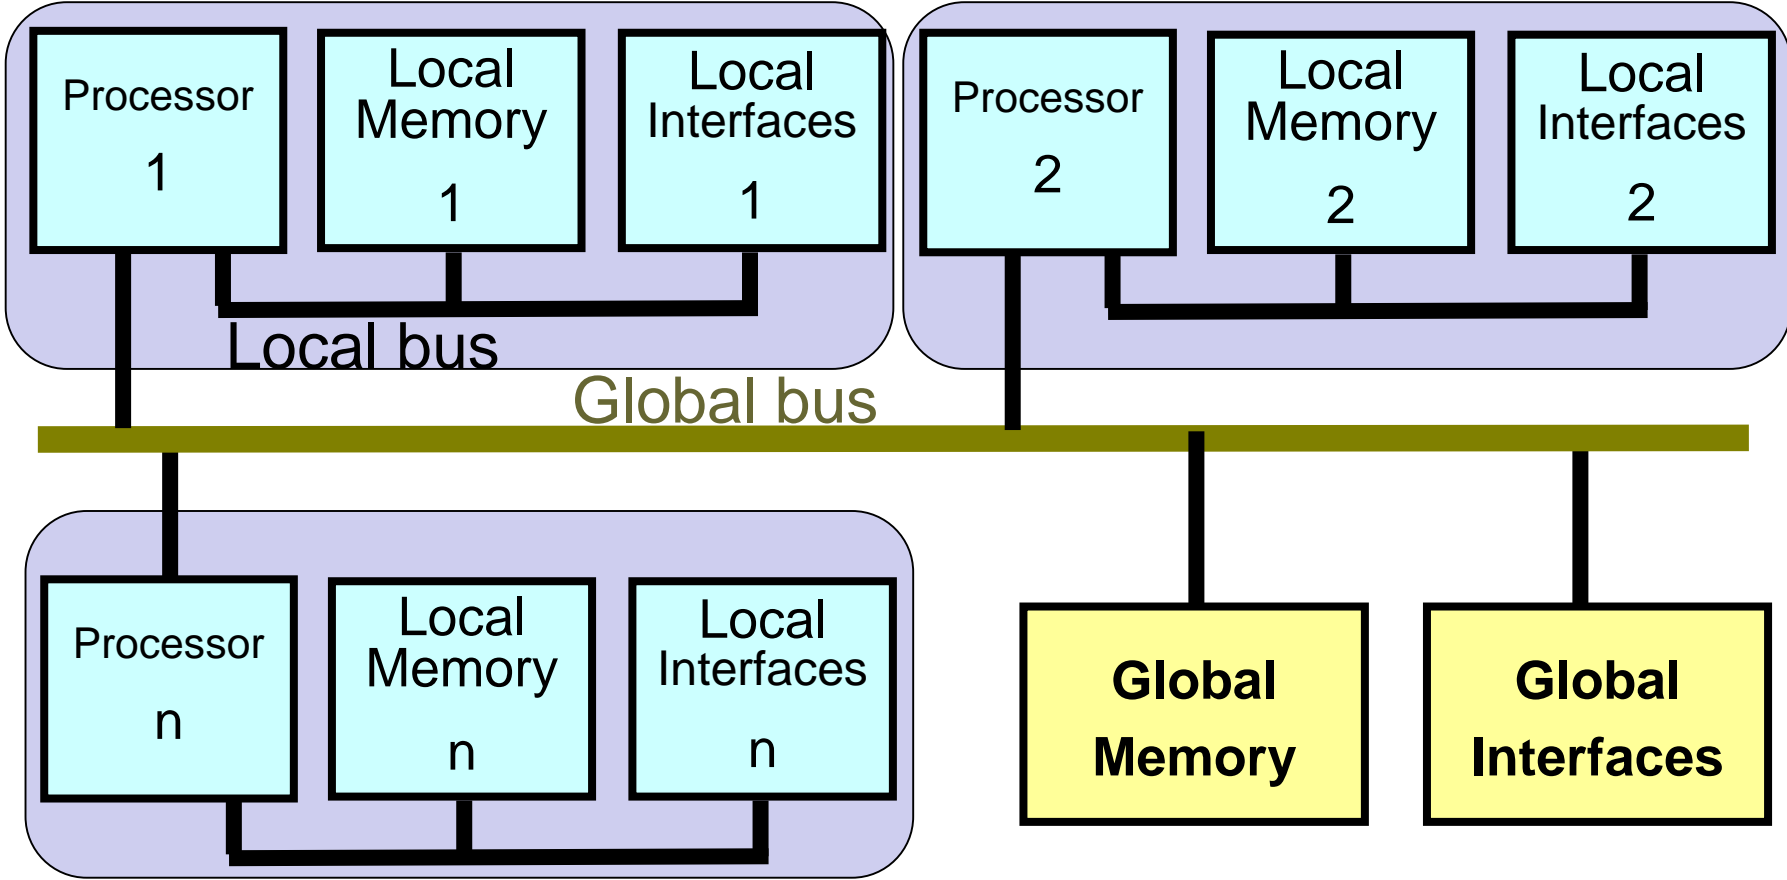 Processor
1
Local
Memory
1
Local
Interfaces
1
Processor
2
Local
Memory
2
Local
Interfaces
2
Local bus
Global bus
Processor
n
Local
Memory
n
Local
Interfaces
n
Global
Memory
Global
Interfaces